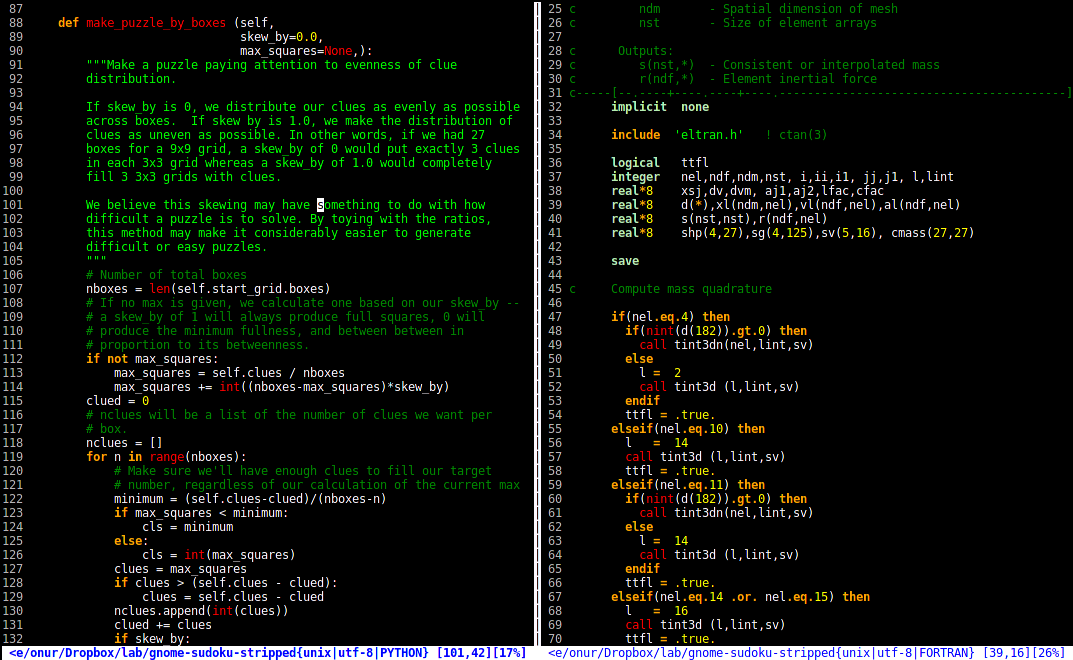 87
88 def make_puzzle_by_boxes (self,
89 skew_by=0.0,
90 max_squares=None,):
91 """Make a puzzle paying attention to evenness of clue
92 distribution.
93
94 If skew_by is 0, we distribute our clues as evenly as possible
95 across boxes.  If skew by is 1.0, we make the distribution of
96 clues as uneven as possible. In other words, if we had 27
97 boxes for a 9x9 grid, a skew_by of 0 would put exactly 3 clues
98 in each 3x3 grid whereas a skew_by of 1.0 would completely
99 fill 3 3x3 grids with clues.
100
101 We believe this skewing may have something to do with how
102 difficult a puzzle is to solve. By toying with the ratios,
103 this method may make it considerably easier to generate
104 difficult or easy puzzles.
105 """
106 # Number of total boxes
107 nboxes = len(self.start_grid.boxes)
108 # If no max is given, we calculate one based on our skew_by --
109 # a skew_by of 1 will always produce full squares, 0 will
110 # produce the minimum fullness, and between between in
111 # proportion to its betweenness.
112 if not max_squares:
113 max_squares = self.clues / nboxes
114 max_squares += int((nboxes-max_squares)*skew_by)
115 clued = 0
116 # nclues will be a list of the number of clues we want per
117 # box.
118 nclues = []
119 for n in range(nboxes):
120 # Make sure we'll have enough clues to fill our target
121 # number, regardless of our calculation of the current max
122 minimum = (self.clues-clued)/(nboxes-n)
123 if max_squares < minimum:
124 cls = minimum
125 else:
126 cls = int(max_squares)
127 clues = max_squares
128 if clues > (self.clues - clued):
129 clues = self.clues - clued
130 nclues.append(int(clues))
131 clued += clues
132 if skew_by:
<e/onur/Dropbox/lab/gnome-sudoku-stripped{unix|utf-8|PYTHON} [101,42][17%]
25 c ndm - Spatial dimension of mesh
26 c nst - Size of element arrays
27
28 c Outputs:
29 c s(nst,*) - Consistent or interpolated mass
30 c r(ndf,*) - Element inertial force
31 c-----[--.----+----.----+----.-----------------------------------------]
32 implicit none
33
34 include 'eltran.h' ! ctan(3)
35
36 logical ttfl
37 integer nel,ndf,ndm,nst, i,ii,i1, jj,j1, l,lint
38 real*8 xsj,dv,dvm, aj1,aj2,lfac,cfac
39 real*8 d(*),xl(ndm,nel),vl(ndf,nel),al(ndf,nel)
40 real*8 s(nst,nst),r(ndf,nel)
41 real*8 shp(4,27),sg(4,125),sv(5,16), cmass(27,27)
42
43 save
44
45 c Compute mass quadrature
46
47 if(nel.eq.4) then
48 if(nint(d(182)).gt.0) then
49 call tint3dn(nel,lint,sv)
50 else
51 l = 2
52 call tint3d (l,lint,sv)
53 endif
54 ttfl = .true.
55 elseif(nel.eq.10) then
56 l = 14
57 call tint3d (l,lint,sv)
58 ttfl = .true.
59 elseif(nel.eq.11) then
60 if(nint(d(182)).gt.0) then
61 call tint3dn(nel,lint,sv)
62 else
63 l = 14
64 call tint3d (l,lint,sv)
65 endif
66 ttfl = .true.
67 elseif(nel.eq.14 .or. nel.eq.15) then
68 l = 16
69 call tint3d (l,lint,sv)
70 ttfl = .true.
<e/onur/Dropbox/lab/gnome-sudoku-stripped{unix|utf-8|FORTRAN} [39,16][26%]